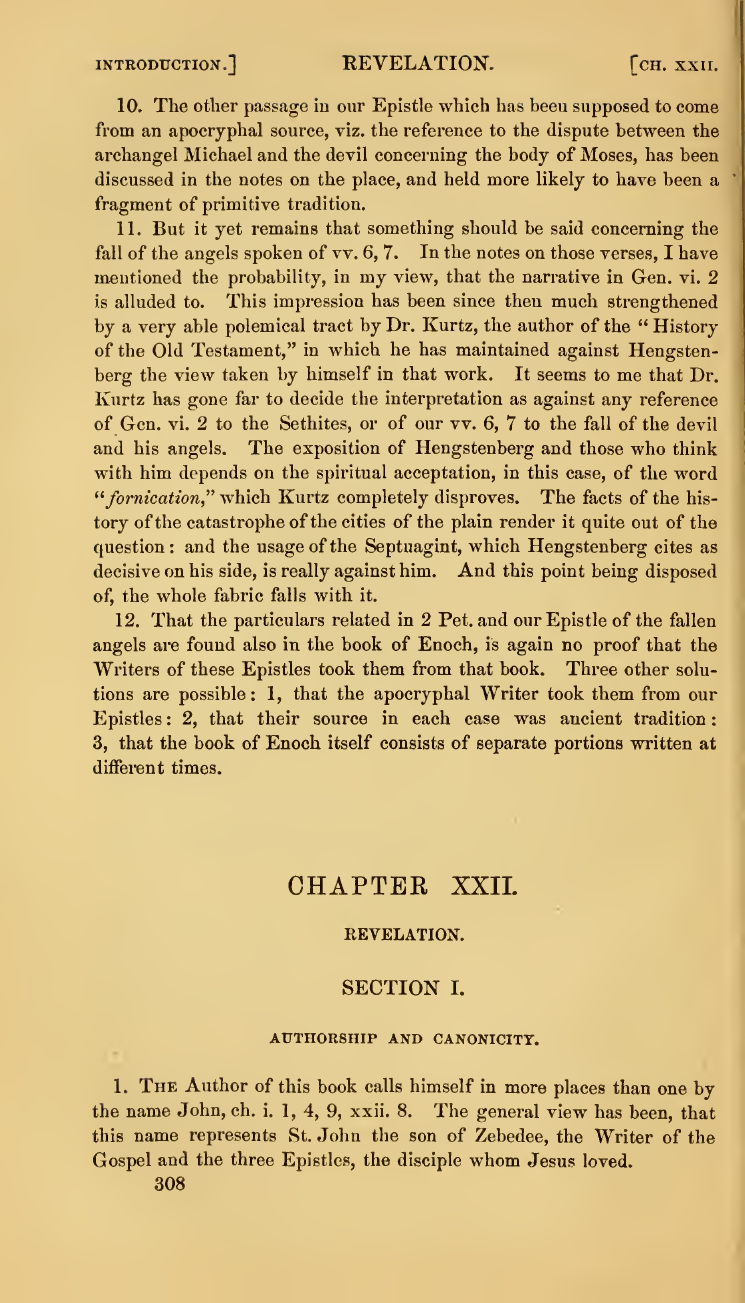 INTRODUCTION.] REVELATION. [CH. XXII.
10. The other passage in our Epistle which has been supposed to come
from an apocryphal source, viz. the reference to the dispute between the
archangel Michael and the devil concerning the body of Moses, has been
discussed in the notes on the place, and held more likely to have been a
fragment of primitive tradition.
11. But it yet remains that something should be said concerning the
fall of the angels spoken of vv. 6, 7. In the notes on those verses, I have
mentioned the probability, in my view, that the narrative in Gen. vi. 2
is alluded to. This impression has been since then much strengthened
by a very able polemical tract by Dr. Kurtz, the author of the “ History
of the Old Testament,” in which he has maintained against Hengsten-
berg the view taken by himself in that work. It seems to me that Dr.
Kurtz has gone far to decide the interpretation as against any reference
of Gen. vi. 2 to the Sethites, or of our vv. 6, 7 to the fall of the devil
and his angels. The exposition of Hengstenberg and those who think
with him depends on the spiritual acceptation, in this case, of the word
“fornication,” which Kurtz completely disproves. The facts of the his-
tory of the catastrophe of the cities of the plain render it quite out of the
question : and the usage of the Septuagint, which Hengstenberg cites as
decisive on his side, is really against him. And this point being disposed
of, the whole fabric falls with it.
12. That the particulars related in 2 Pet. and our Epistle of the fallen
angels are found also in the book of Enoch, is again no proof that the
Writers of these Epistles took them from that book. Three other solu-
tions are possible : 1, that the apocryphal Writer took them from our
Epistles : 2, that their source in each case was ancient tradition :
3, that the book of Enoch itself consists of separate portions written at
different times.
CHAPTER XXII.
REVELATION.
SECTION I.
AUTHORSHIP AND CANONICITY.
1. THE Author of this book calls himself in more places than one by
the name John, ch. i. 1, 4, 9, xxii. 8. The general view has been, that
this name represents St. John the son of Zebedee, the Writer of the
Gospel and the three Epistles, the disciple whom Jesus loved.
308